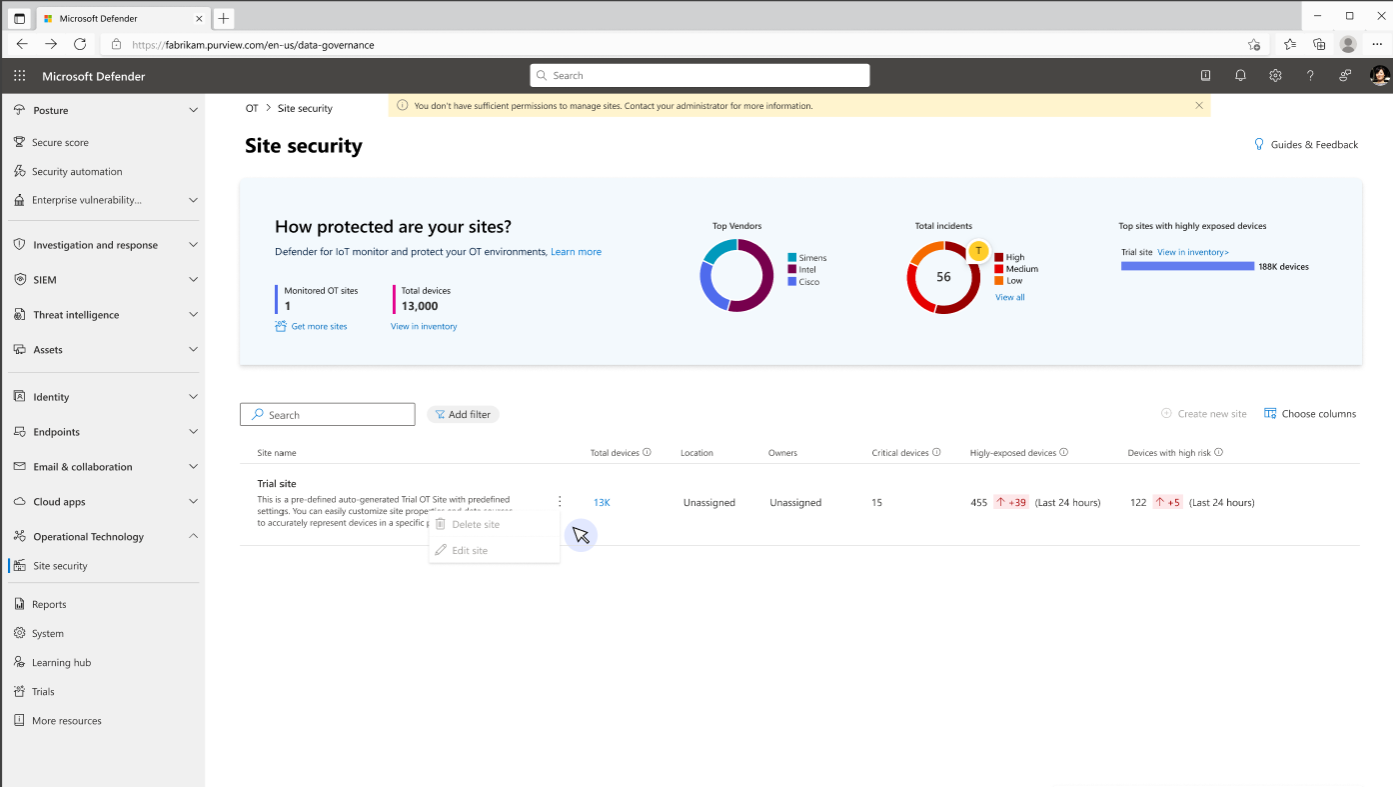 Microsoft Defender
https://fabrikam.purview.com/en-us/data-governance
Microsoft Defender
Search
Posture
Secure score
Security automation
Enterprise vulnerability...
Investigation and response
SIEM
Threat intelligence
Assets
Identity
Endpoints
Email & collaboration
Cloud apps
Operational Technology
Site security
Reports
System
Learning hub
Trials
More resources
OT > Site security
You don't have sufficient permissions to manage sites. Contact your administrator for more information.
Site security
Guides & Feedback
How protected are your sites?
Defender for IoT monitor and protect your OT environments, Learn more
Monitored OT sites
1
Get more sites
Total devices
13,000
View in inventory
Top Vendors
Simens
Intel
Cisco
Total incidents
56
T
High
Medium
Low
View all
Top sites with highly exposed devices
Trial site View in inventory>
188K devices
Search
Add filter
Create new site
Choose columns
Site name
Total devices
Location
Owners
Critical devices
Higly-exposed devices
Devices with high risk
Trial site
This is a pre-defined auto-generated Trial OT Site with predefined
settings. You can easily customize site
to accurately represent devices in a specific
13K
Unassigned
Unassigned
15
455 +39 (Last 24 hours)
122 +5 (Last 24 hours)
Delete site
Edit site